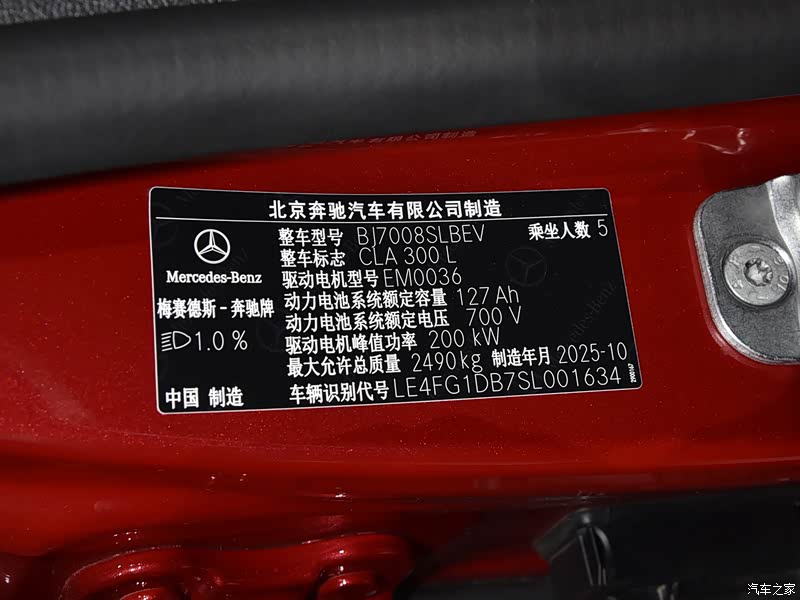 北京奔驰汽车有限公司制造
整车型号 BJ7008SLBEV 乘坐人数 5
整车标志 CLA 300 L
Mercedes-Benz
驱动电机型号 EM0036
梅赛德斯-奔驰牌
动力电池系统额定容量 127 Ah
动力电池系统额定电压 700 V
1.0 %
驱动电机峰值功率 200 kW
最大允许总质量 2490 kg 制造年月 2025-10
中国 制造
车辆识别代号 LE4FG1DB7SL001634
汽车之家